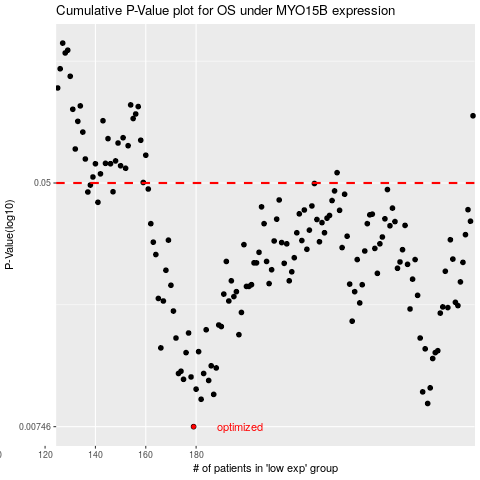 Cumulative P-Value plot for OS under MYO15B expression
P-Value(log10)
0.05
0.00746
optimized
0 120 140 160 180
# of patients in 'low exp' group